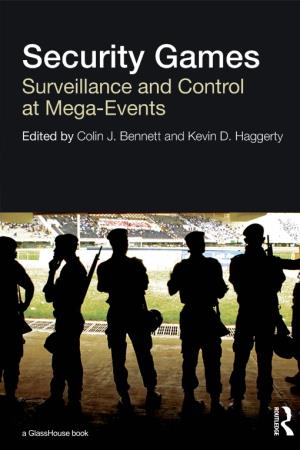 Security Games
Surveillance and Control
at Mega-Events
Edited by Colin J. Bennett and Kevin D. Haggerty
a GlassHouse book
ROUTLEDGE